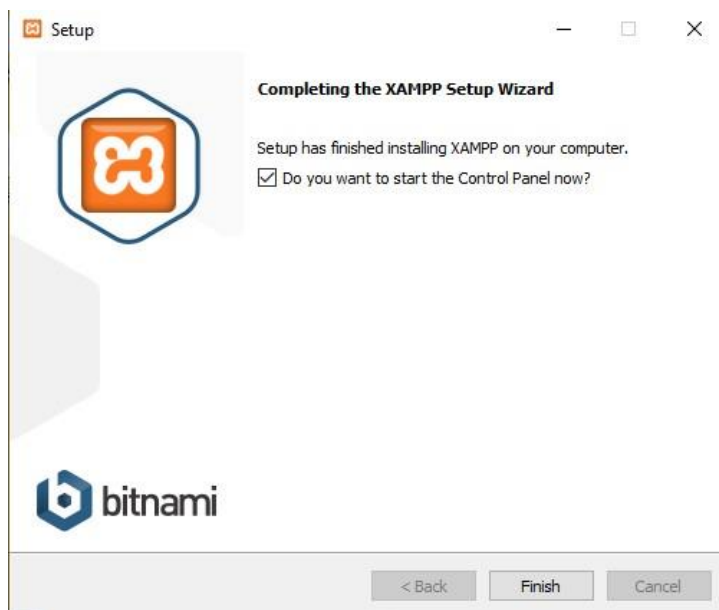 Setup
Completing the XAMPP Setup Wizard
Setup has finished installing XAMPP on your computer.
Do you want to start the Control Panel now?
bitnami
< Back
Finish
Cancel